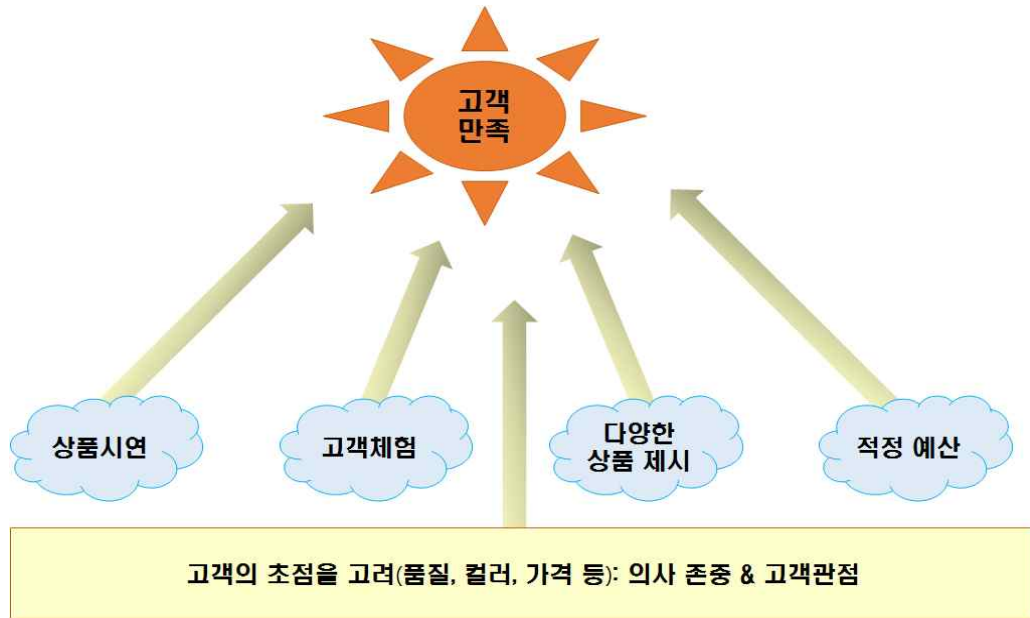 고객
만족
상품시연
고객체험
다양한
상품 제시
적정 예산
고객의 초점을 고려(품질, 컬러, 가격 등): 의사 존중 & 고객관점